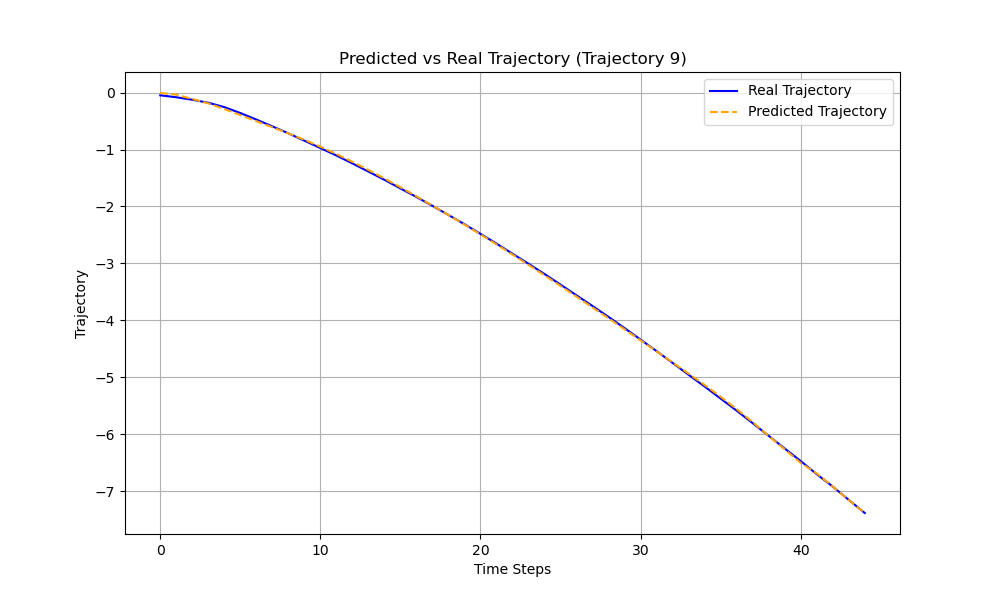 Predicted vs Real Trajectory (Trajectory 9)
Real Trajectory
Predicted Trajectory
0
−1
−2
−3
−4
−5
−6
−7
Trajectory
0 10 20 30 40
Time Steps